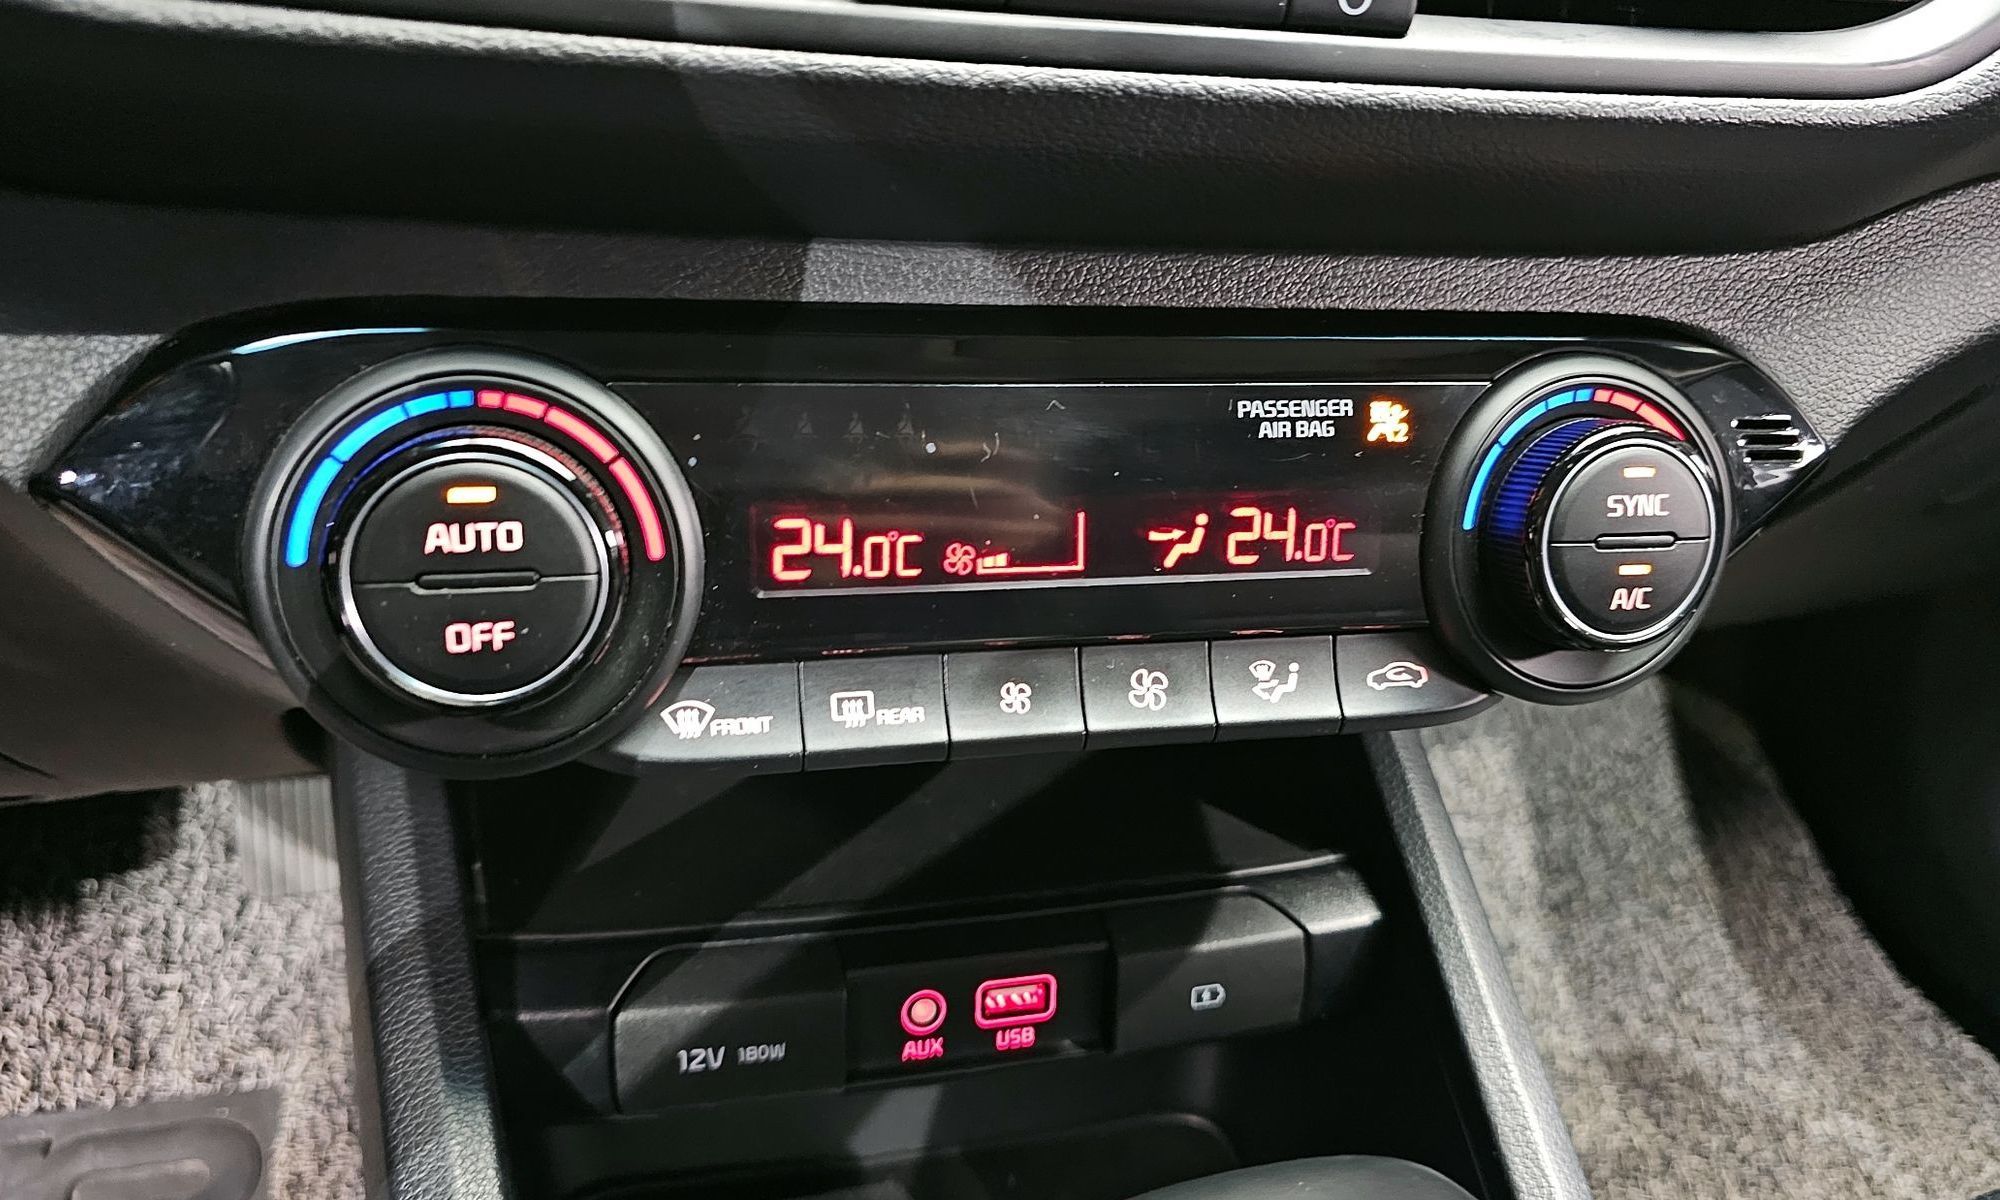 PASSENGER
AIR BAG
AUTO
OFF
24.0°C
24.0°C
SYNC
A/C
FRONT
REAR
12V 180W
AUX
USB